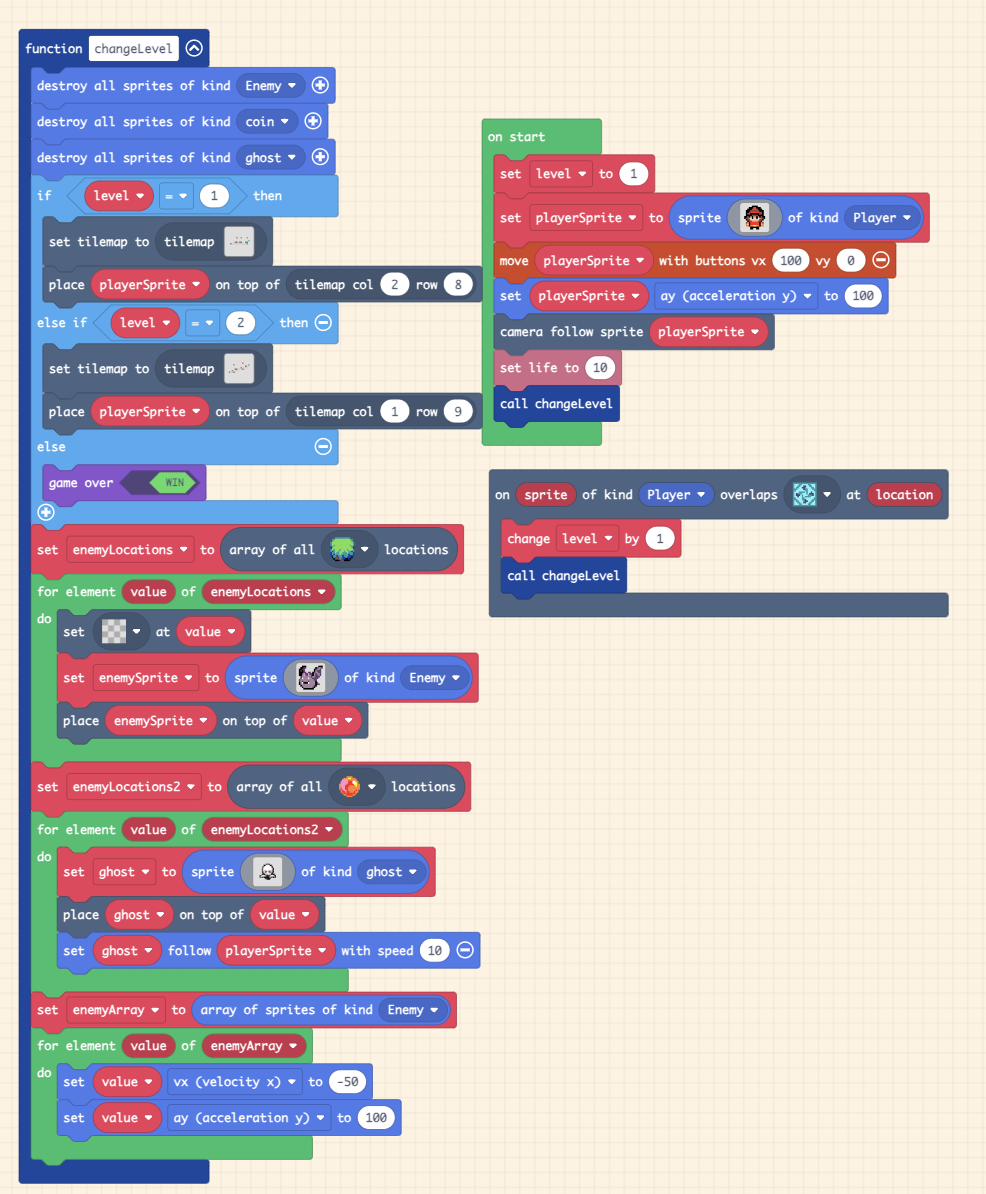 function changeLevel
destroy all sprites of kind Enemy
destroy all sprites of kind coin
destroy all sprites of kind ghost
if level = 1 then
set tilemap to tilemap
place playerSprite on top of tilemap col 2 row 8
else if level = 2 then
set tilemap to tilemap
place playerSprite on top of tilemap col 1 row 9
else
game over WIN
set enemyLocations to array of all locations
for element value of enemyLocations
do
set at value
set enemySprite to sprite of kind Enemy
place enemySprite on top of value
set enemyLocations2 to array of all locations
for element value of enemyLocations2
do
set ghost to sprite of kind ghost
place ghost on top of value
set ghost follow playerSprite with speed 10
set enemyArray to array of sprites of kind Enemy
for element value of enemyArray
do
set value vx (velocity x) to -50
set value ay (acceleration y) to 100
on start
set level to 1
set playerSprite to sprite of kind Player
move playerSprite with buttons vx 100 vy 0
set playerSprite ay (acceleration y) to 100
camera follow sprite playerSprite
set life to 10
call changeLevel
on sprite of kind Player overlaps at location
change level by 1
call changeLevel